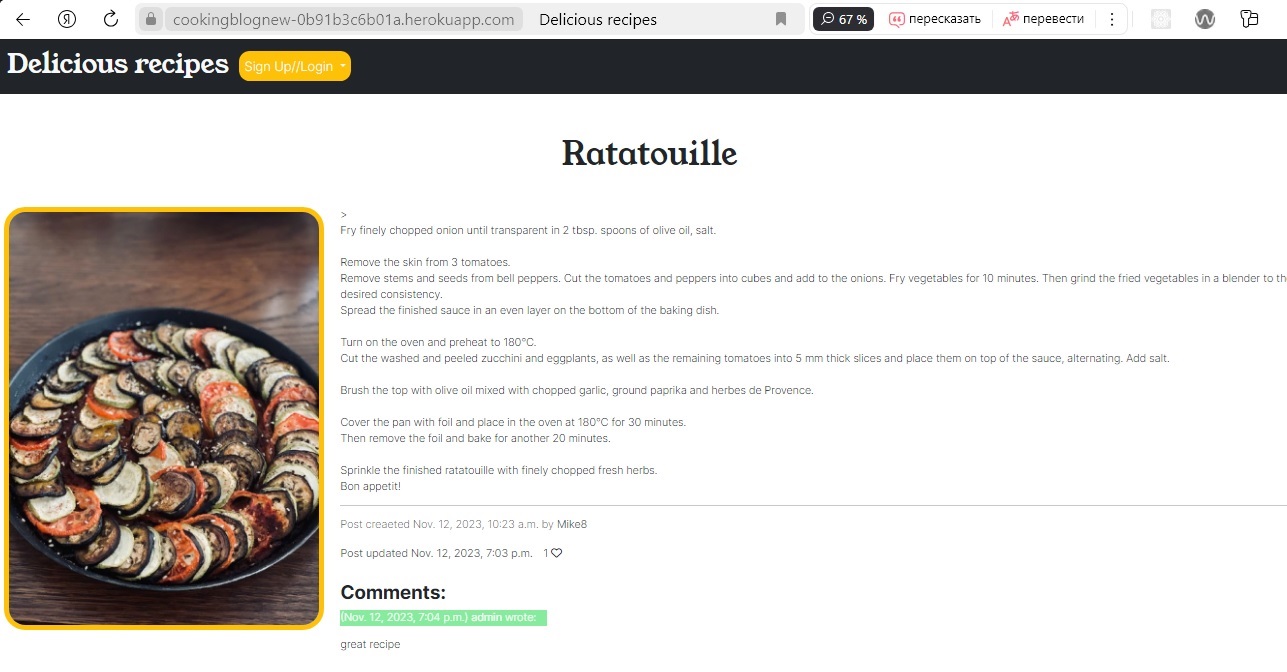 cookingblognew-0b91b3c6b01a.herokuapp.com Delicious recipes 67 % пересказать перевести
Delicious recipes Sign Up//Login
Ratatouille
>
Fry finely chopped onion until transparent in 2 tbsp. spoons of olive oil, salt.
Remove the skin from 3 tomatoes.
Remove stems and seeds from bell peppers. Cut the tomatoes and peppers into cubes and add to the onions. Fry vegetables for 10 minutes. Then grind the fried vegetables in a blender to th
desired consistency.
Spread the finished sauce in an even layer on the bottom of the baking dish.
Turn on the oven and preheat to 180°C.
Cut the washed and peeled zucchini and eggplants, as well as the remaining tomatoes into 5 mm thick slices and place them on top of the sauce, alternating. Add salt.
Brush the top with olive oil mixed with chopped garlic, ground paprika and herbes de Provence.
Cover the pan with foil and place in the oven at 180°C for 30 minutes.
Then remove the foil and bake for another 20 minutes.
Sprinkle the finished ratatouille with finely chopped fresh herbs.
Bon appetit!
Post creaeted Nov. 12, 2023, 10:23 a.m. by Mike8
Post updated Nov. 12, 2023, 7:03 p.m. 1
Comments:
(Nov. 12, 2023, 7:04 p.m.) admin wrote:
great recipe